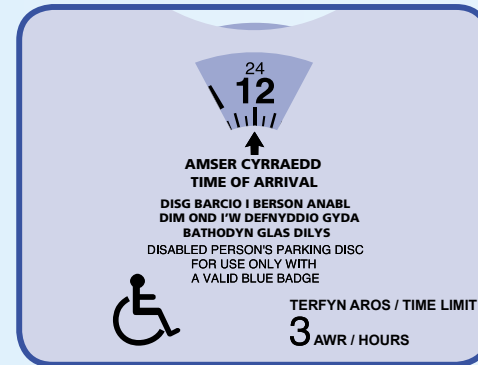 24
12
AMSER CYRRAEDD
TIME OF ARRIVAL
DISG BARCIO I BERSON ANABL
DIM OND I'W DEFNYDDIO GYDA
BATHODYN GLAS DILYS
DISABLED PERSON'S PARKING DISC
FOR USE ONLY WITH
A VALID BLUE BADGE
TERFYN AROS / TIME LIMIT
3 AWR / HOURS